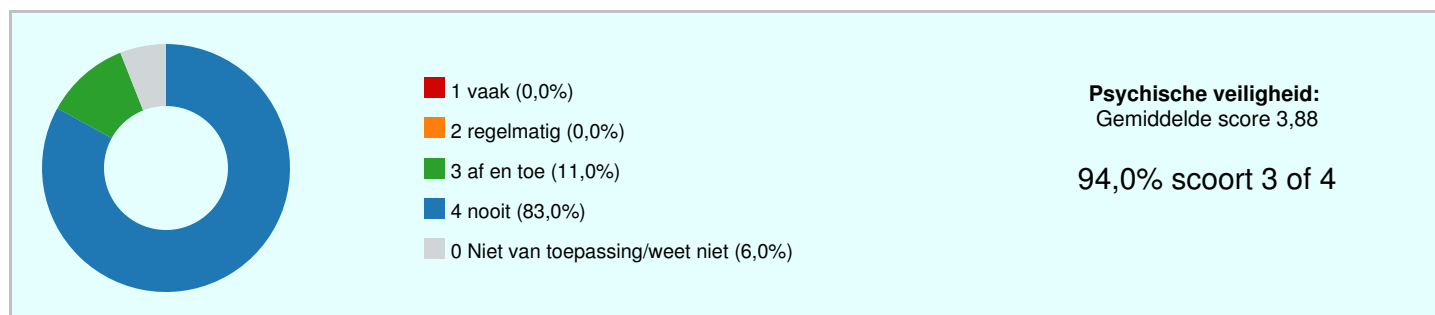 1 vaak (0,0%)
2 regelmatig (0,0%)
3 af en toe (11,0%)
4 nooit (83,0%)
0 Niet van toepassing/weet niet (6,0%)
Psychische veiligheid:
Gemiddelde score 3,88
94,0% scoort 3 of 4